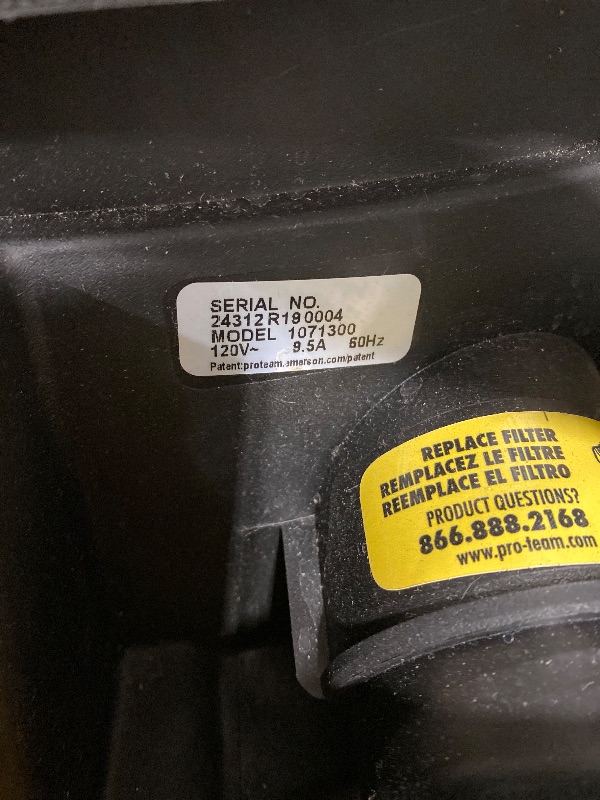 SERIAL NO.
24312R180004
MODEL 1071300
120V~ 9.5A 60Hz
Patent:proteam.emerson.com/patent
REPLACE FILTER
REMPLACEZ LE FILTRE
REEMPLACE EL FILTRO
PRODUCT QUESTIONS?
866.888.2168
www.pro-team.com